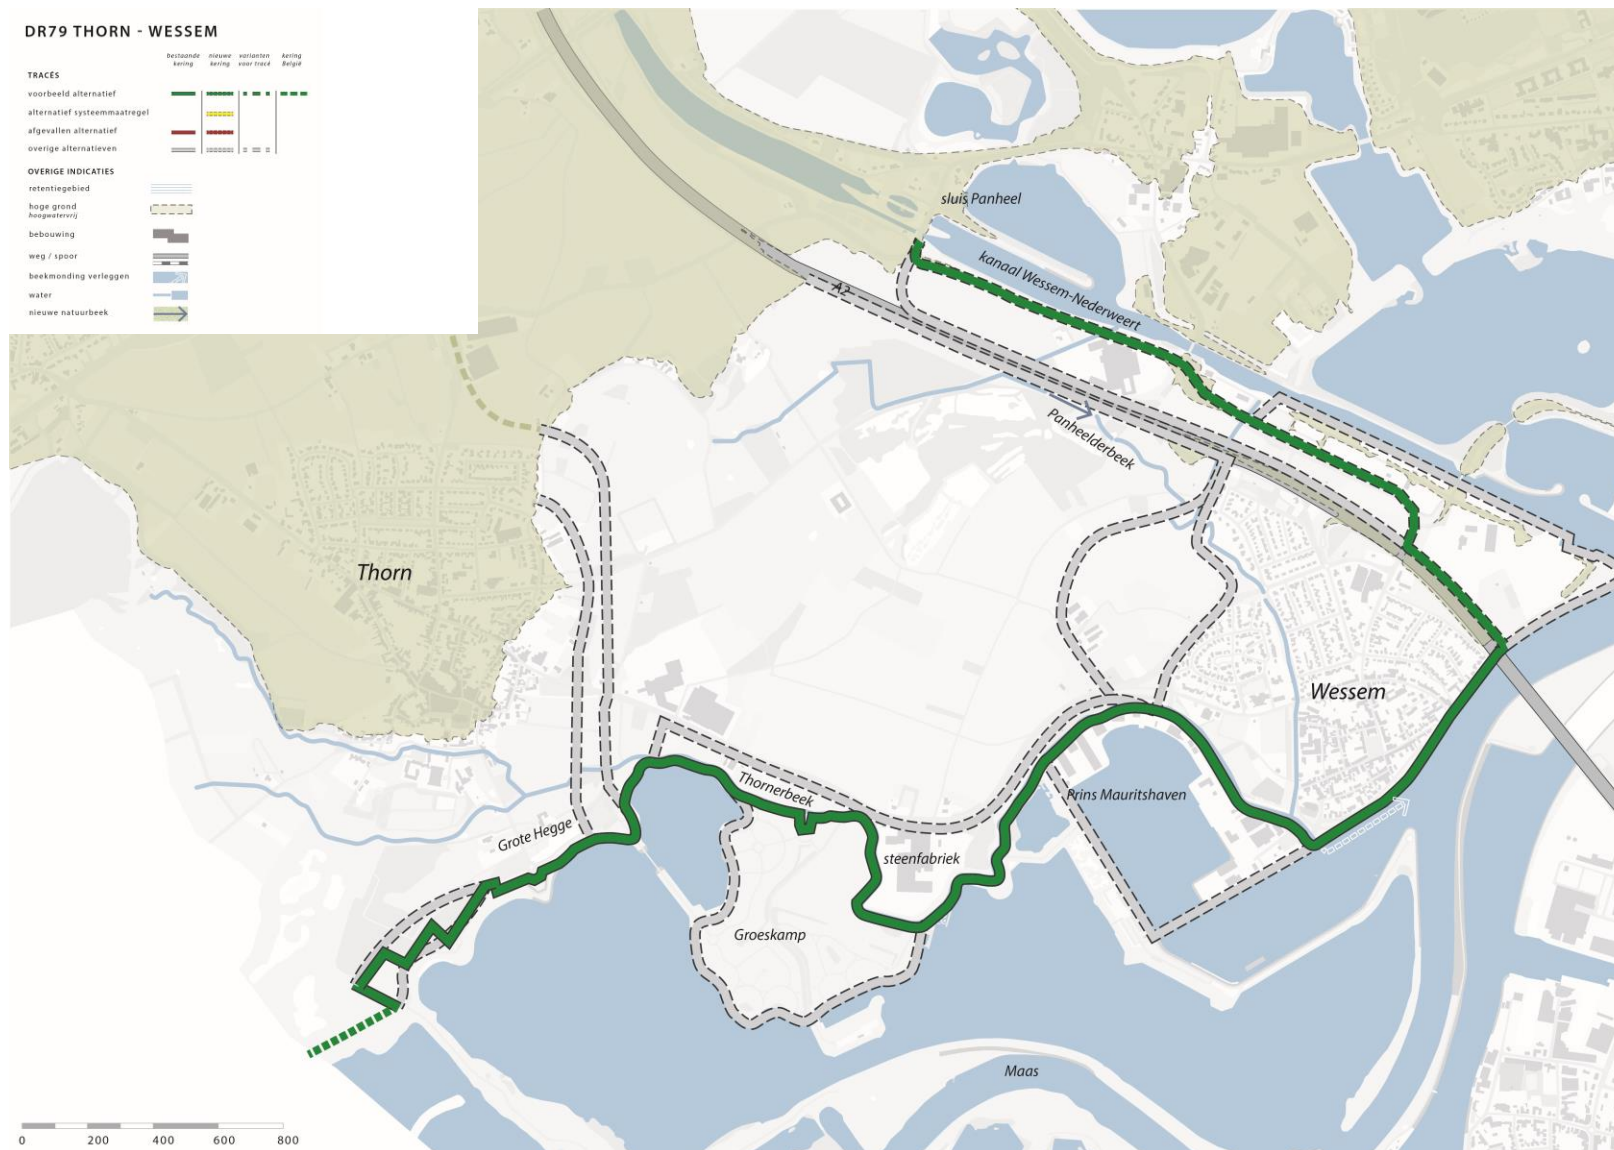 DR79 THORN - WESSEM
bestaande kering
nieuwe kering
varianten voor tracé
kering België
TRACÉS
voorbeeld alternatief
alternatief systeemmaatregel
afgevallen alternatief
overige alternatieven
OVERIGE INDICATIES
retentiegebied
hoge grond
hoogwatervrij
bebouwing
weg / spoor
beekmonding verleggen
water
nieuwe natuurbeek
sluis Panheel
kanaal Wessem-Nederweert
A2
Panheelderbeek
Thorn
Wessem
Thornerbeek
Prins Mauritshaven
Grote Hegge
steenfabriek
Groeskamp
Maas
0 200 400 600 800